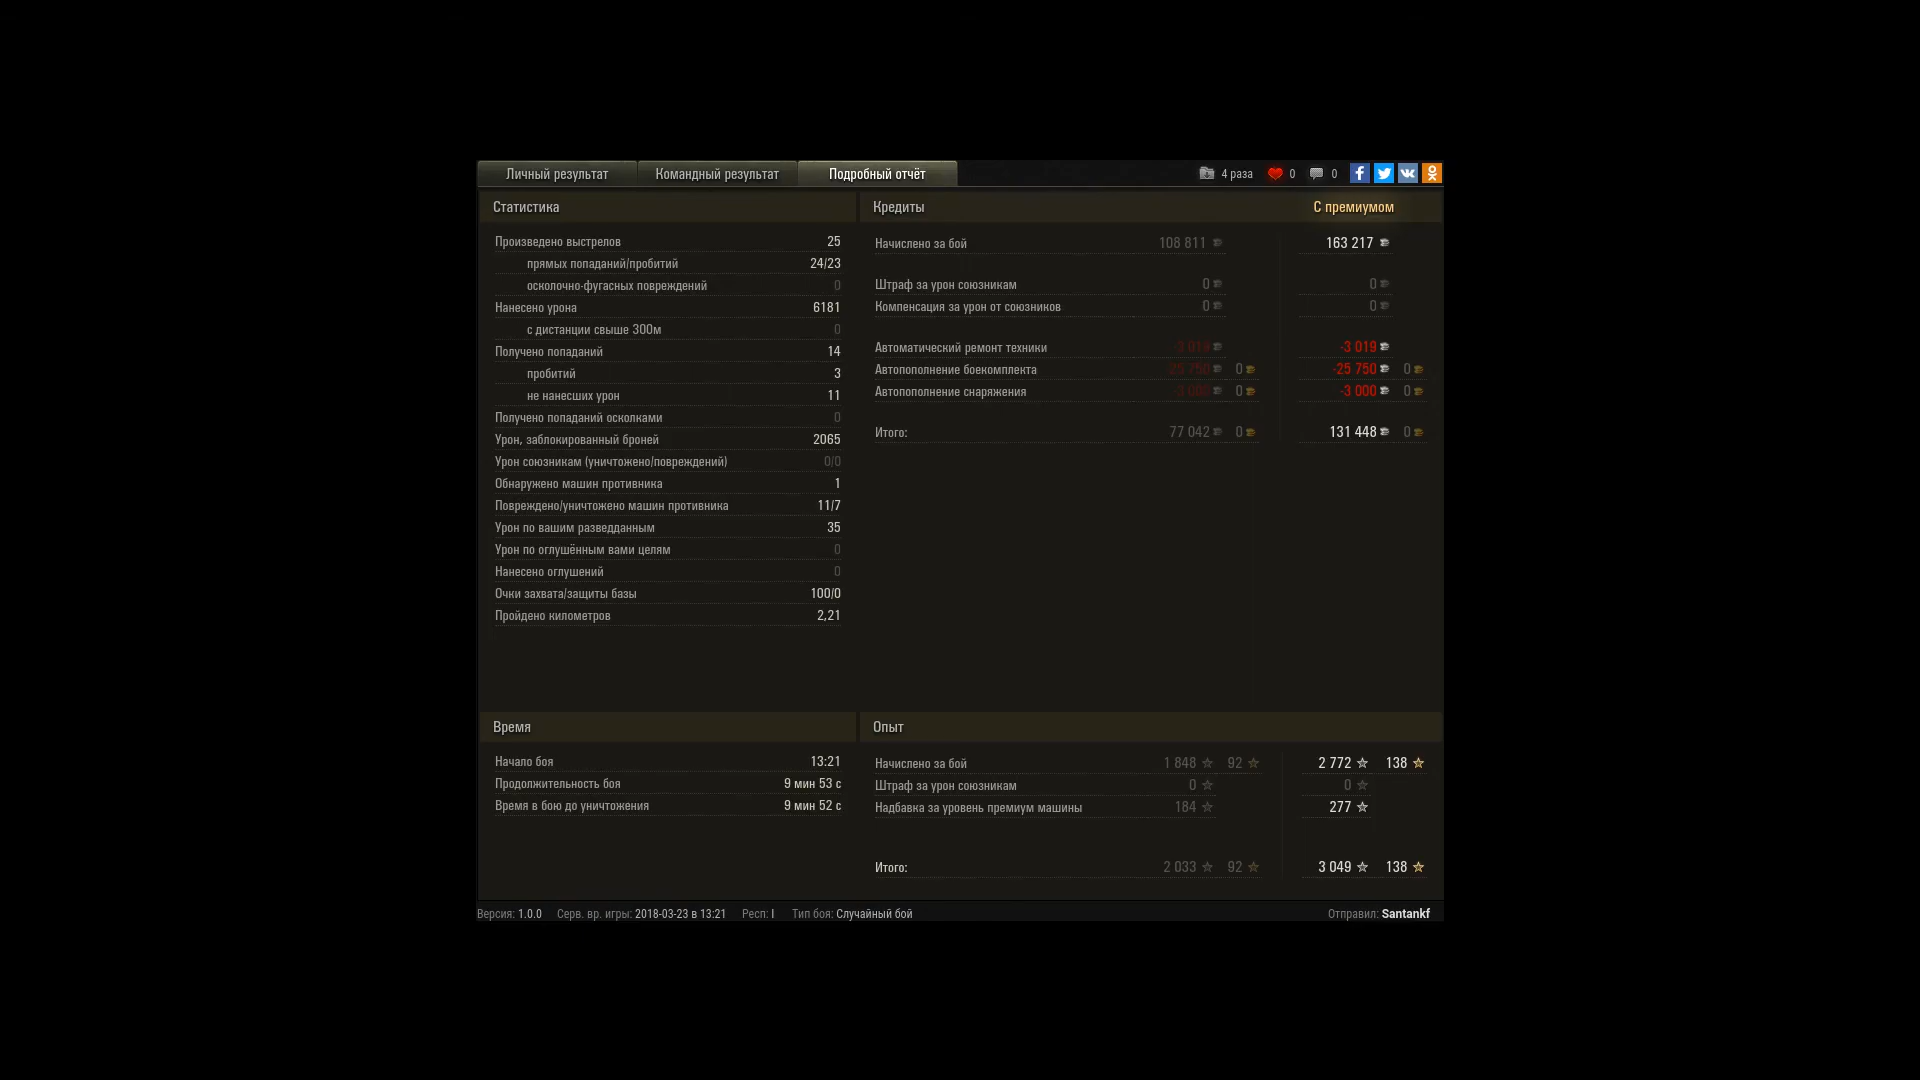 Личный результат Командный результат Подробный отчёт 4 раза 0 0
Статистика
Произведено выстрелов 25
прямых попаданий/пробитий 24/23
осколочно-фугасных повреждений 0
Нанесено урона 6181
с дистанции свыше 300м 0
Получено попаданий 14
пробитий 3
не нанесших урон 11
Получено попаданий осколками 0
Урон, заблокированный броней 2065
Урон союзникам (уничтожено/повреждений) 0/0
Обнаружено машин противника 1
Повреждено/уничтожено машин противника 11/7
Урон по вашим разведданным 35
Урон по оглушённым вами целям 0
Нанесено оглушений 0
Очки захвата/защиты базы 100/0
Пройдено километров 2,21
Кредиты С премиумом
Начислено за бой 108 811 163 217
Штраф за урон союзникам 0 0
Компенсация за урон от союзников 0 0
Автоматический ремонт техники -3 019 -3 019
Автопополнение боекомплекта -25 750 0 -25 750 0
Автопополнение снаряжения -3 000 0 -3 000 0
Итого: 77 042 0 131 448 0
Время
Начало боя 13:21
Продолжительность боя 9 мин 53 с
Время в бою до уничтожения 9 мин 52 с
Опыт
Начислено за бой 1 848 92 2 772 138
Штраф за урон союзникам 0 0
Надбавка за уровень премиум машины 184 277
Итого: 2 033 92 3 049 138
Версия: 1.0.0 Серв. вр. игры: 2018-03-23 в 13:21 Респ: I Тип боя: Случайный бой Отправил: Santankf